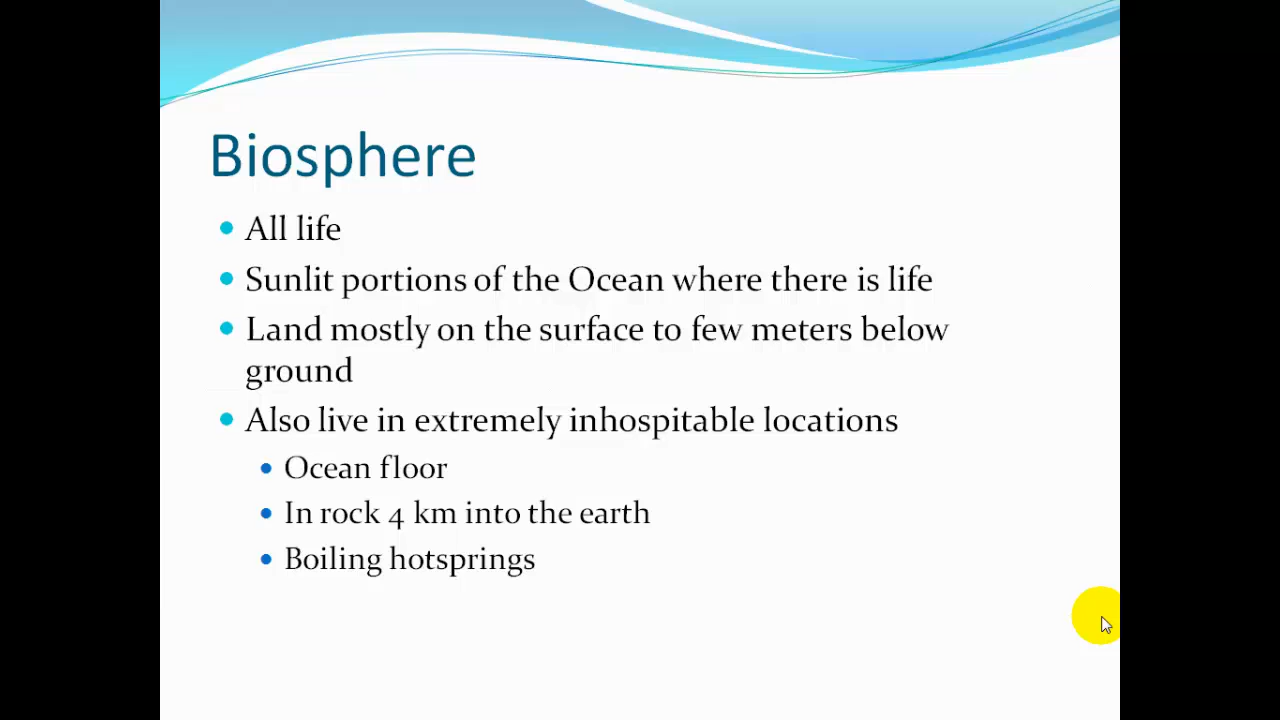 Biosphere
All life
Sunlit portions of the Ocean where there is life
Land mostly on the surface to few meters below
ground
Also live in extremely inhospitable locations
Ocean floor
In rock 4 km into the earth
Boiling hotsprings